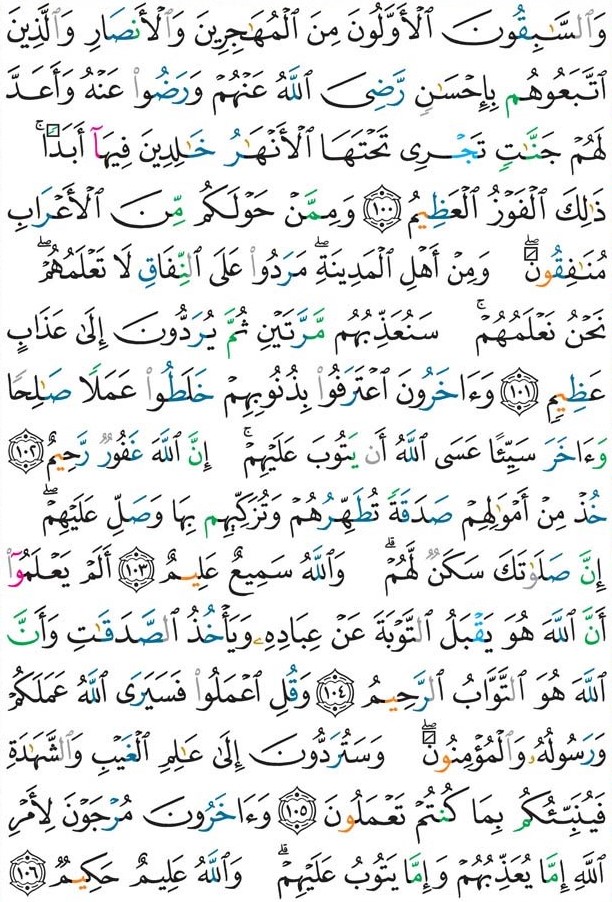 وَٱلسَّـٰبِقُونَ ٱلْأَوَّلُونَ مِنَ ٱلْمُهَـٰجِرِينَ وَٱلْأَنصَارِ وَٱلَّذِينَ
ٱتَّبَعُوهُم بِإِحْسَـٰنٍ رَّضِىَ ٱللَّهُ عَنْهُمْ وَرَضُوا۟ عَنْهُ وَأَعَدَّ
لَهُمْ جَنَّـٰتٍ تَجْرِى تَحْتَهَا ٱلْأَنْهَـٰرُ خَـٰلِدِينَ فِيهَآ أَبَدًا ۚ
ذَٰلِكَ ٱلْفَوْزُ ٱلْعَظِيمُ ١٠٠ وَمِمَّنْ حَوْلَكُم مِّنَ ٱلْأَعْرَابِ
مُنَـٰفِقُونَ ۖ وَمِنْ أَهْلِ ٱلْمَدِينَةِ ۖ مَرَدُوا۟ عَلَى ٱلنِّفَاقِ لَا تَعْلَمُهُمْ ۖ
نَحْنُ نَعْلَمُهُمْ ۚ سَنُعَذِّبُهُم مَّرَّتَيْنِ ثُمَّ يُرَدُّونَ إِلَىٰ عَذَابٍ
عَظِيمٍ ١٠١ وَءَاخَرُونَ ٱعْتَرَفُوا۟ بِذُنُوبِهِمْ خَلَطُوا۟ عَمَلًا صَـٰلِحًا
وَءَاخَرَ سَيِّئًا عَسَى ٱللَّهُ أَن يَتُوبَ عَلَيْهِمْ ۚ إِنَّ ٱللَّهَ غَفُورٌ رَّحِيمٌ ١٠٢
خُذْ مِنْ أَمْوَٰلِهِمْ صَدَقَةً تُطَهِّرُهُمْ وَتُزَكِّيهِم بِهَا وَصَلِّ عَلَيْهِمْ ۖ
إِنَّ صَلَوٰتَكَ سَكَنٌ لَّهُمْ ۗ وَٱللَّهُ سَمِيعٌ عَلِيمٌ ١٠٣ أَلَمْ يَعْلَمُوٓا۟
أَنَّ ٱللَّهَ هُوَ يَقْبَلُ ٱلتَّوْبَةَ عَنْ عِبَادِهِۦ وَيَأْخُذُ ٱلصَّدَقَـٰتِ وَأَنَّ
ٱللَّهَ هُوَ ٱلتَّوَّابُ ٱلرَّحِيمُ ١٠٤ وَقُلِ ٱعْمَلُوا۟ فَسَيَرَى ٱللَّهُ عَمَلَكُمْ
وَرَسُولُهُۥ وَٱلْمُؤْمِنُونَ ۖ وَسَتُرَدُّونَ إِلَىٰ عَـٰلِمِ ٱلْغَيْبِ وَٱلشَّهَـٰدَةِ
فَيُنَبِّئُكُم بِمَا كُنتُمْ تَعْمَلُونَ ١٠٥ وَءَاخَرُونَ مُرْجَوْنَ لِأَمْرِ
ٱللَّهِ إِمَّا يُعَذِّبُهُمْ وَإِمَّا يَتُوبُ عَلَيْهِمْ ۗ وَٱللَّهُ عَلِيمٌ حَكِيمٌ ١٠٦